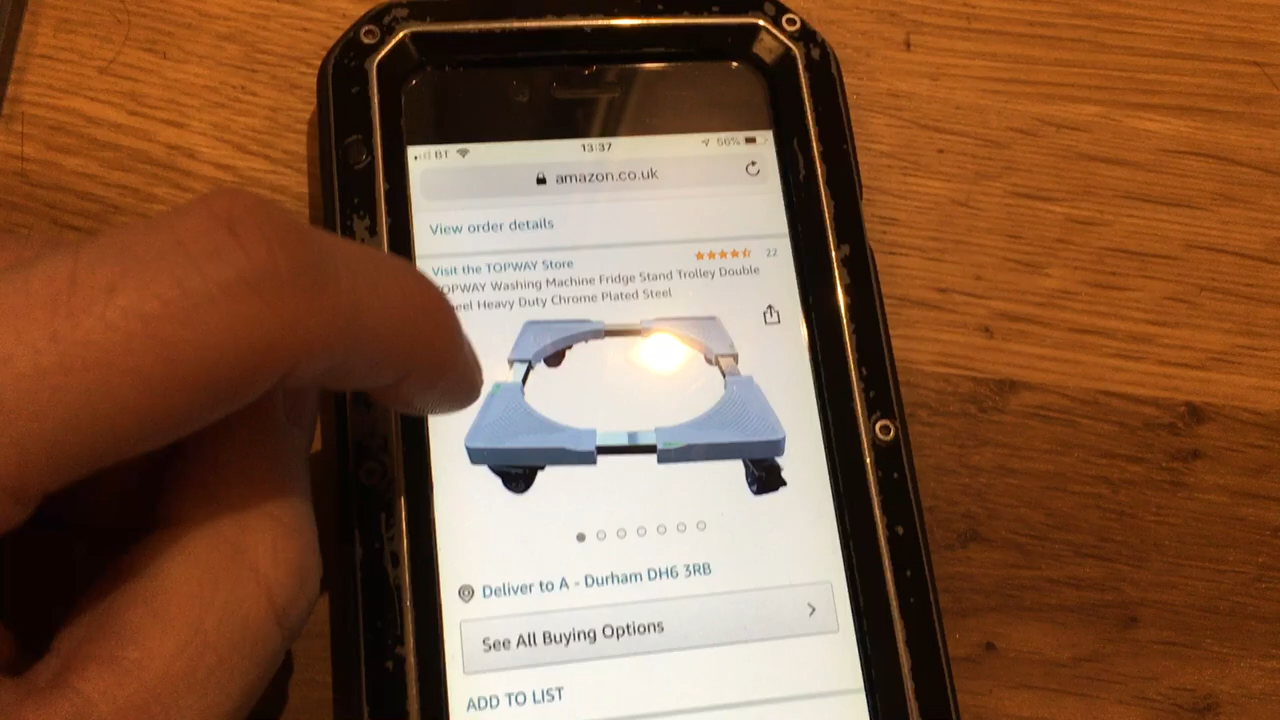 BT 13:37 56%
amazon.co.uk
View order details
Visit the TOPWAY Store 22
TOPWAY Washing Machine Fridge Stand Trolley Double
Heavy Duty Chrome Plated Steel
Deliver to A - Durham DH6 3RB
See All Buying Options
ADD TO LIST